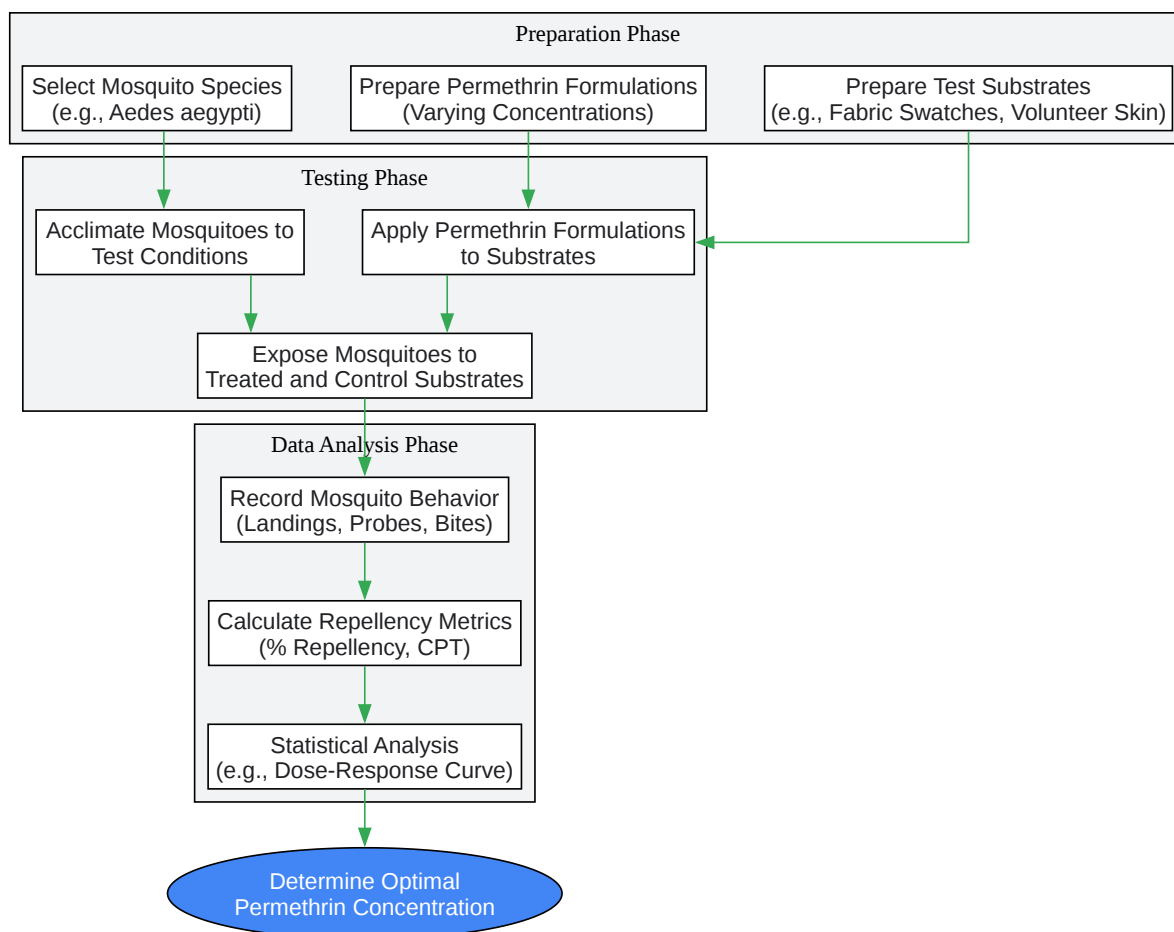 Preparation Phase
Select Mosquito Species
(e.g., Aedes aegypti)
Prepare Permethrin Formulations
(Varying Concentrations)
Prepare Test Substrates
(e.g., Fabric Swatches, Volunteer Skin)
Testing Phase
Acclimate Mosquitoes to
Test Conditions
Apply Permethrin Formulations
to Substrates
Expose Mosquitoes to
Treated and Control Substrates
Data Analysis Phase
Record Mosquito Behavior
(Landings, Probes, Bites)
Calculate Repellency Metrics
(% Repellency, CPT)
Statistical Analysis
(e.g., Dose-Response Curve)
Determine Optimal
Permethrin Concentration